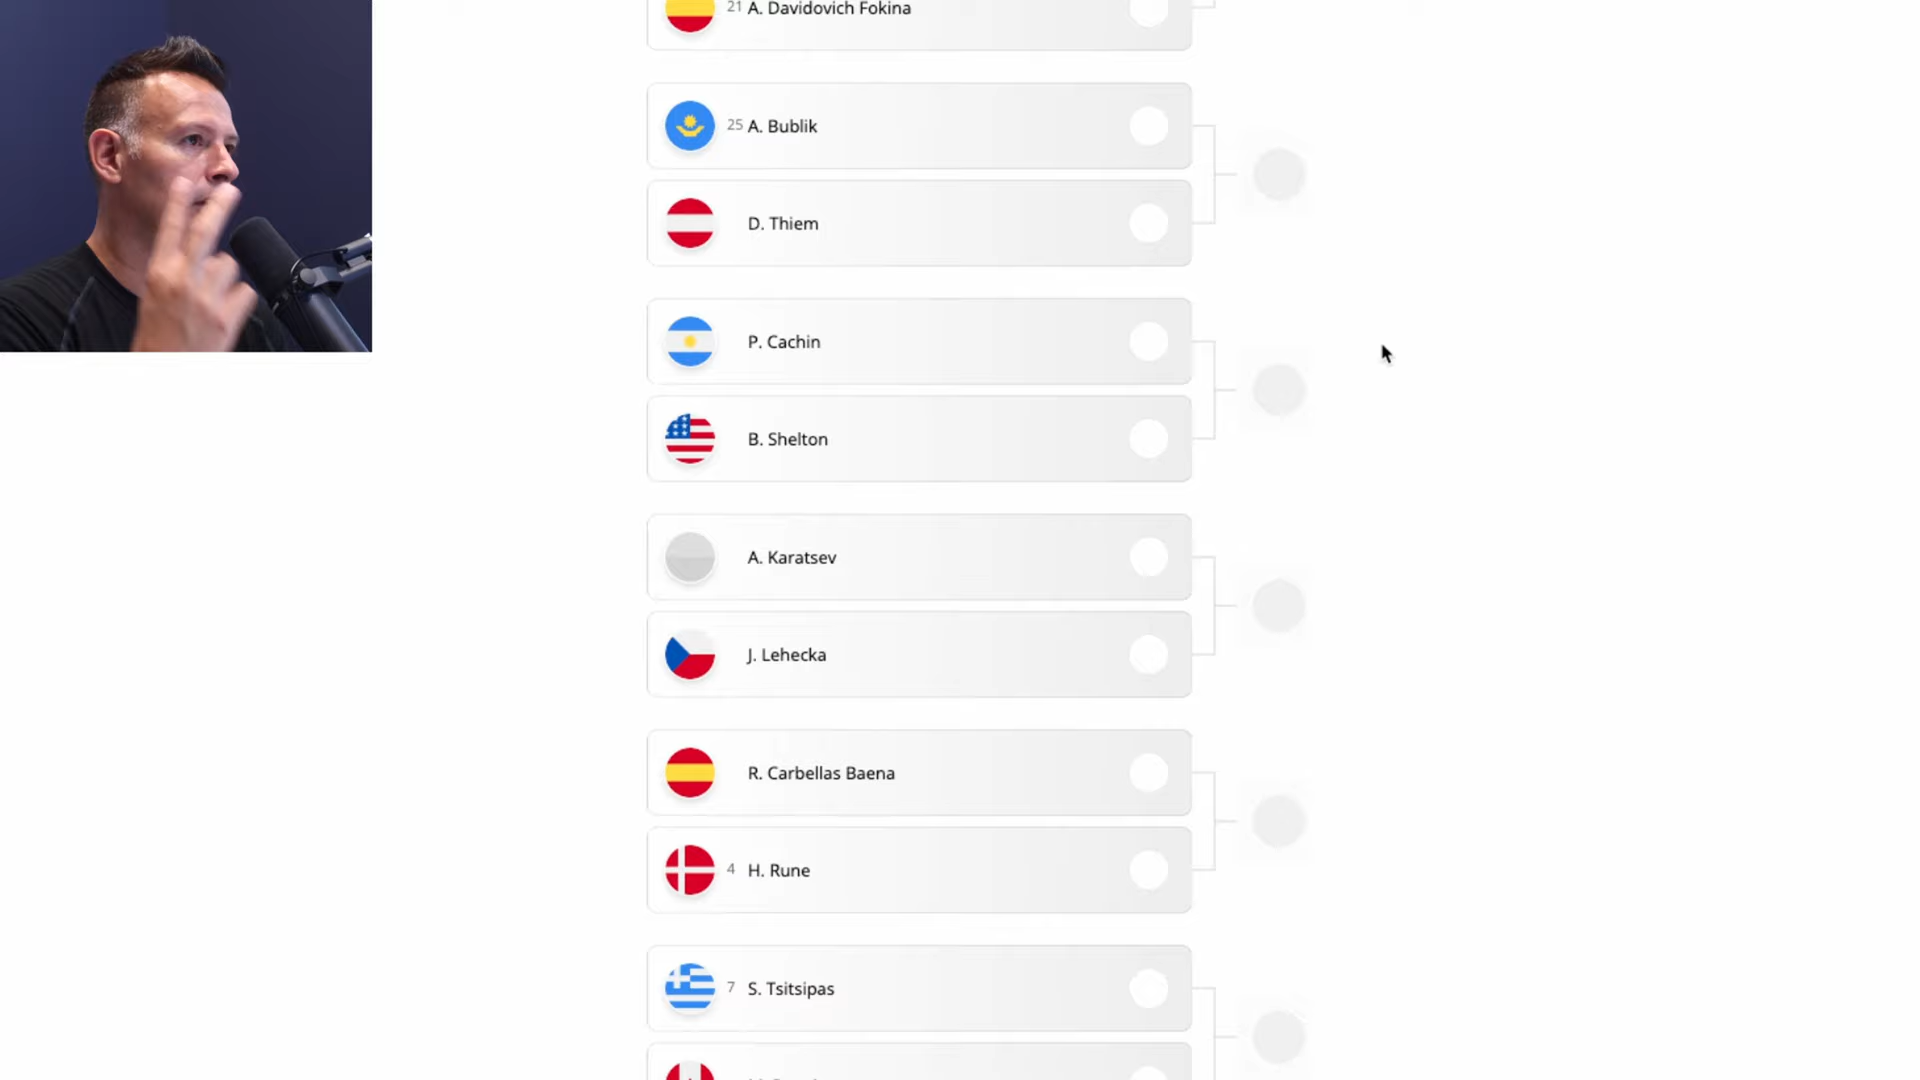 21 A. Davidovich Fokina
25 A. Bublik
D. Thiem
P. Cachin
B. Shelton
A. Karatsev
J. Lehecka
R. Carbellas Baena
4 H. Rune
7 S. Tsitsipas